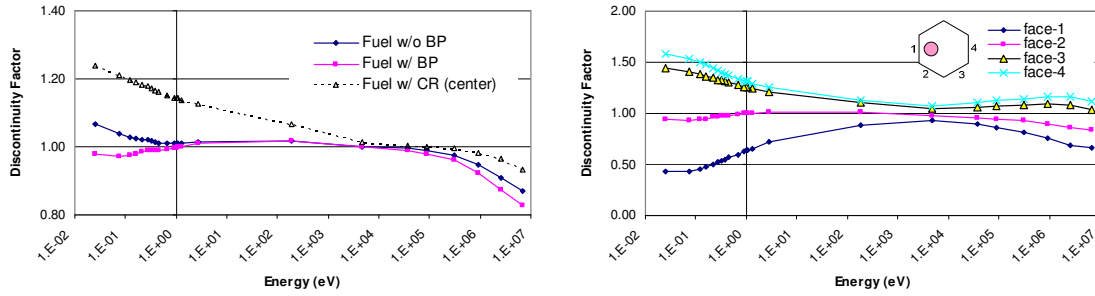 1.20
1.00
0.80
Discontinuity Factor
Fuel w/o BP
Fuel w/ BP
Fuel w/ CR (center)
1.E-02
1.E-01
1.E+00
1.E+01
1.E+02
1.E+03
1.E+04
1.E+05
1.E+06
1.E+07
Energy (eV)
2.00
1.50
1.00
0.50
0.00
Discontinuity Factor
1
2
3
4
face-1
face-2
face-3
face-4
1.E-02
1.E-01
1.E+00
1.E+01
1.E+02
1.E+03
1.E+04
1.E+05
1.E+06
1.E+07
Energy (eV)